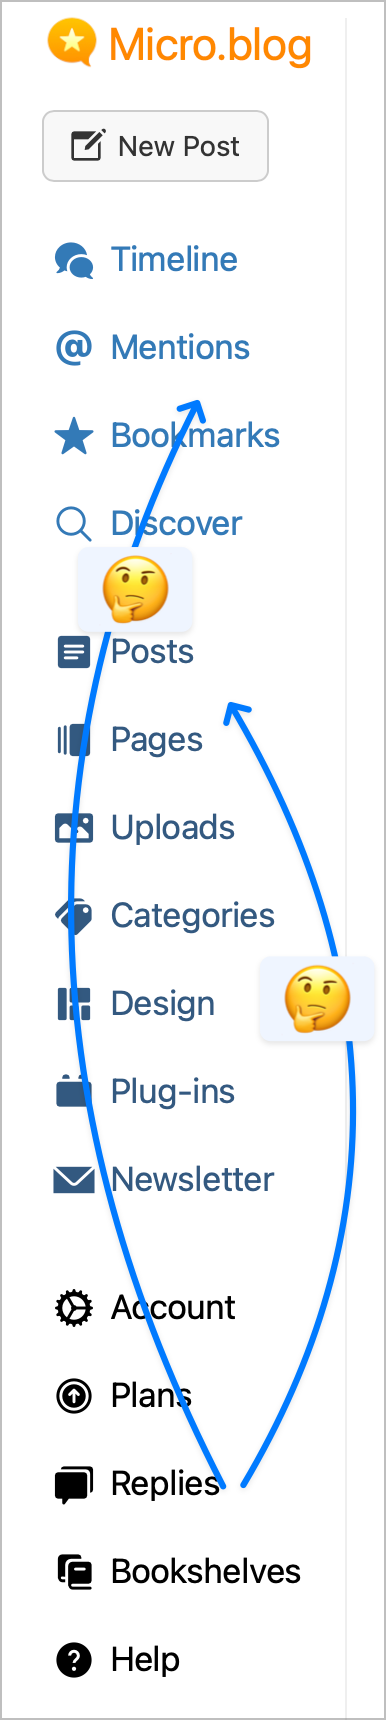 Micro.blog
New Post
Timeline
Mentions
Bookmarks
Discover
Posts
Pages
Uploads
Categories
Design
Plug-ins
Newsletter
Account
Plans
Replies
Bookshelves
Help